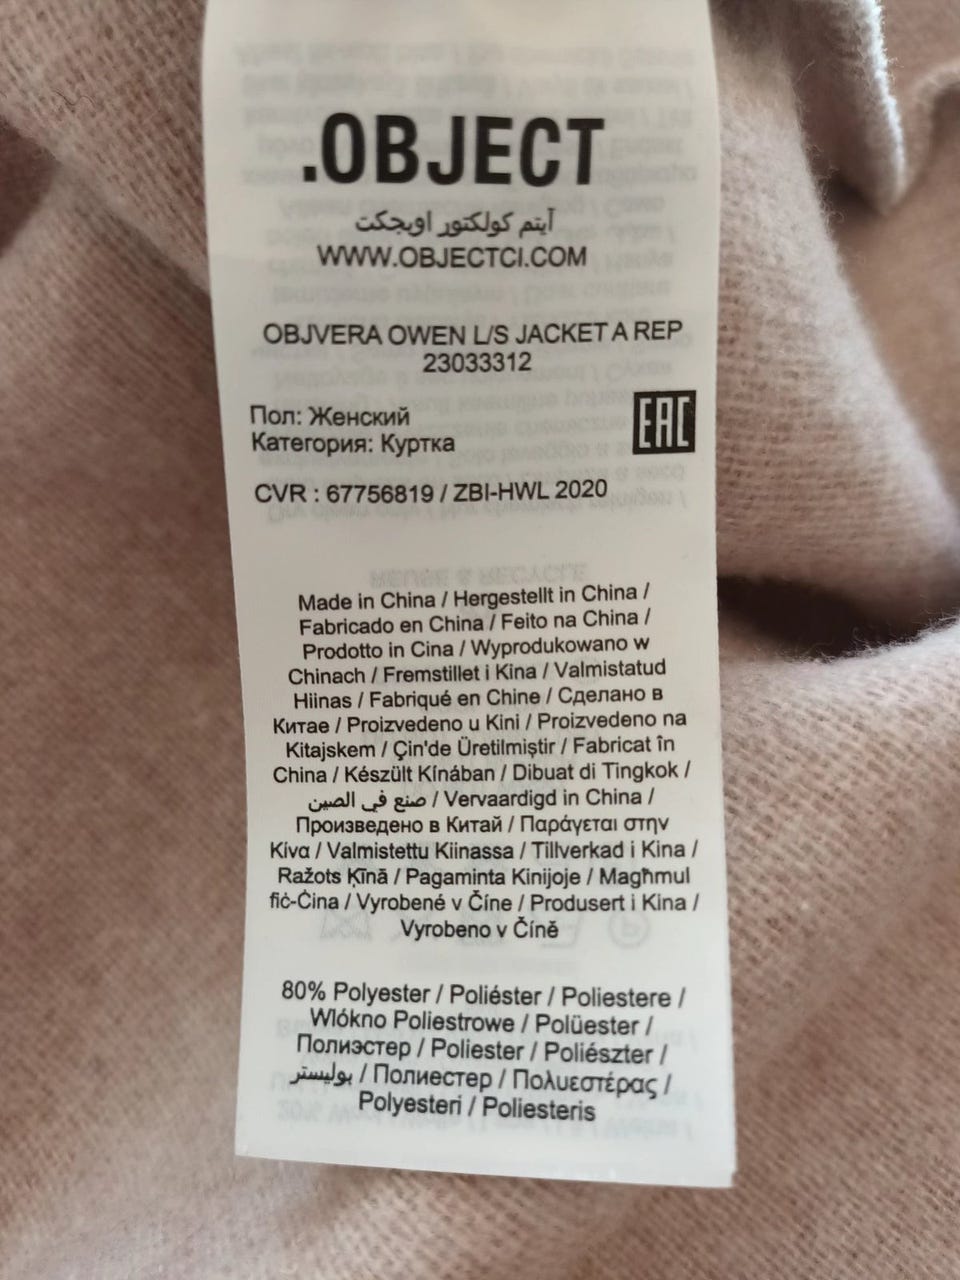 .OBJECT
آيتم كولكتور اوبجكت
WWW.OBJECTCI.COM
OBJVERA OWEN L/S JACKET A REP
23033312
Пол: Женский
Категория: Куртка
EAC
CVR : 67756819 / ZBI-HWL 2020
Made in China / Hergestellt in China /
Fabricado en China / Feito na China /
Prodotto in Cina / Wyprodukowano w
Chinach / Fremstillet i Kina / Valmistatud
Hiinas / Fabriqué en Chine / Сделано в
Китае / Proizvedeno u Kini / Proizvedeno na
Kitajskem / Çin'de Üretilmiştir / Fabricat în
China / Készült Kínában / Dibuat di Tingkok /
صنع في الصين / Vervaardigd in China /
Произведено в Китай / Παράγεται στην
Κίνα / Valmistettu Kiinassa / Tillverkad i Kina /
Ražots Ķīnā / Pagaminta Kinijoje / Magħmul
fiċ-Ċina / Vyrobené v Číne / Produsert i Kina /
Vyrobeno v Číně
80% Polyester / Poliéster / Poliestere /
Wlókno Poliestrowe / Polüester /
Полиэстер / Poliester / Poliészter /
بوليستر / Полиестер / Πολυεστέρας /
Polyesteri / Poliesteris